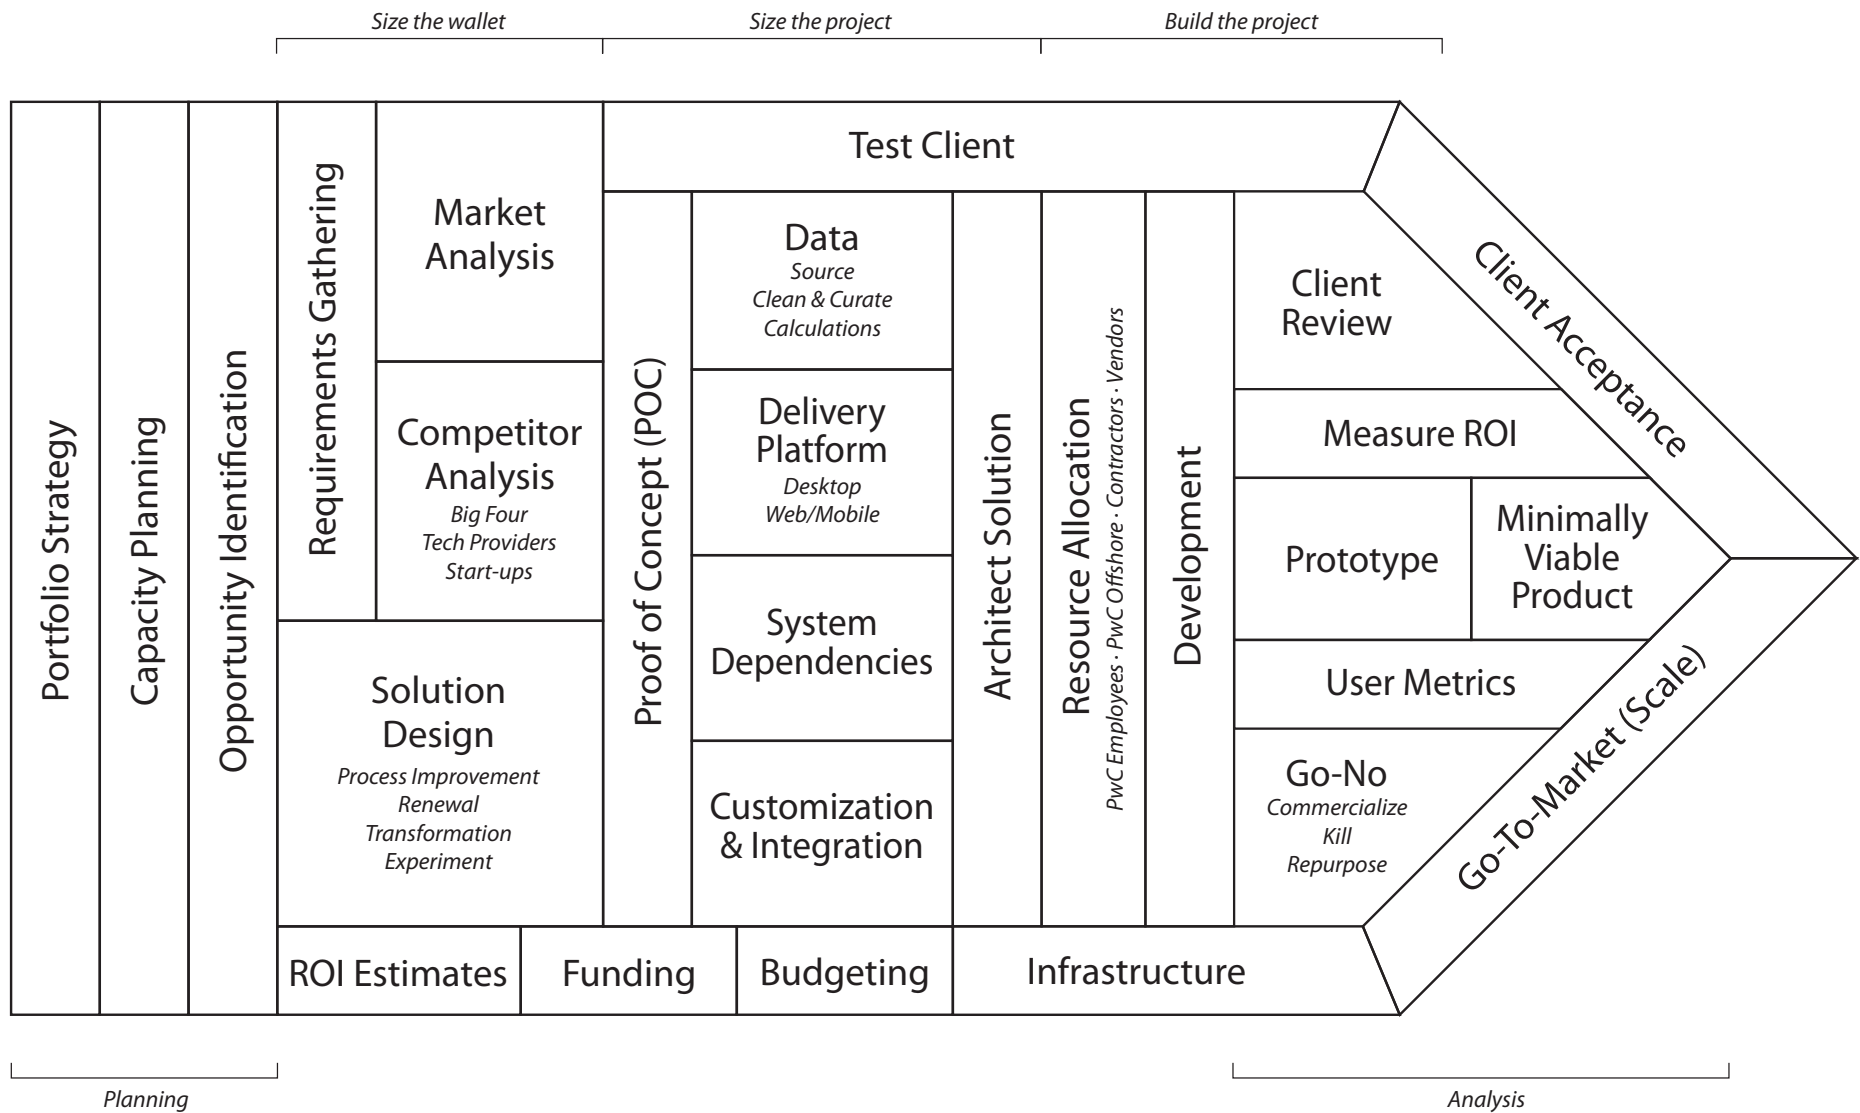 Size the wallet
Size the project
Build the project
Portfolio Strategy
Capacity Planning
Opportunity Identification
Requirements Gathering
Market
Analysis
Competitor
Analysis
Big Four
Tech Providers
Start-ups
Solution
Design
Process Improvement
Renewal
Transformation
Experiment
ROI Estimates
Funding
Budgeting
Infrastructure
Test Client
Proof of Concept (POC)
Data
Source
Clean & Curate
Calculations
Delivery
Platform
Desktop
Web/Mobile
System
Dependencies
Customization
& Integration
Architect Solution
Resource Allocation
PwC Employees · PwC Offshore · Contractors · Vendors
Development
Client
Review
Measure ROI
Prototype
Minimally
Viable
Product
User Metrics
Go-No
Commercialize
Kill
Repurpose
Client Acceptance
Go-To-Market (Scale)
Planning
Analysis